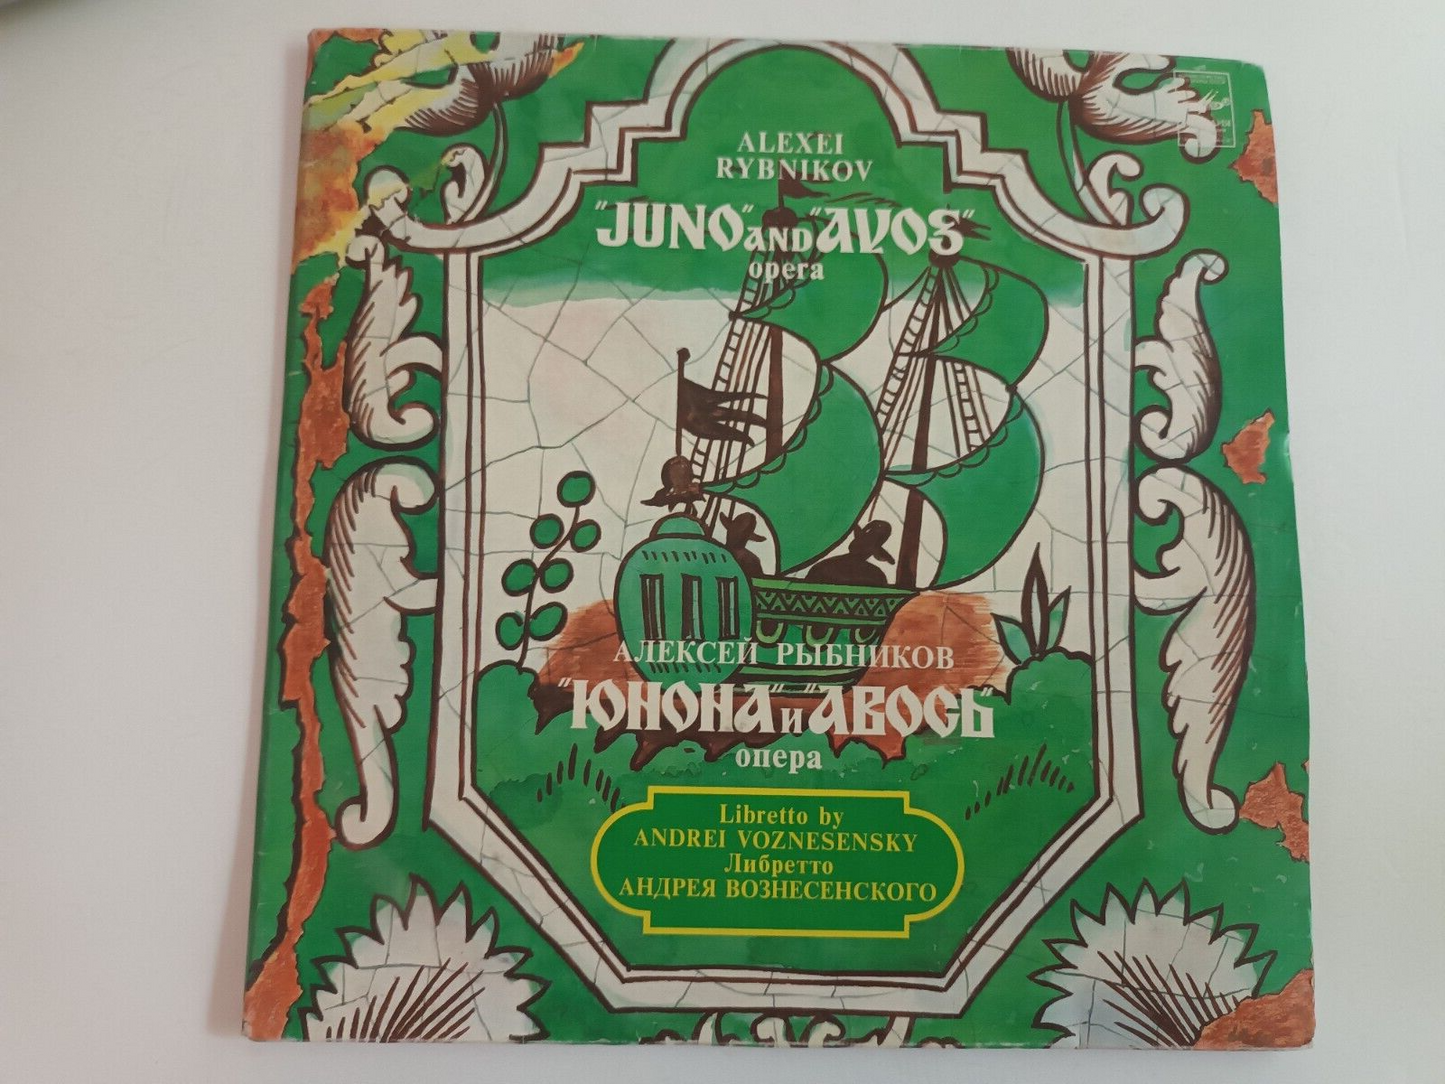 ALEXEI
RYBNIKOV
"JUNO" AND "AVOS"
opera
АЛЕКСЕЙ РЫБНИКОВ
"ЮНОНА" и "АВОСЬ"
опера
Libretto by
ANDREI VOZNESENSKY
Либретто
АНДРЕЯ ВОЗНЕСЕНСКОГО